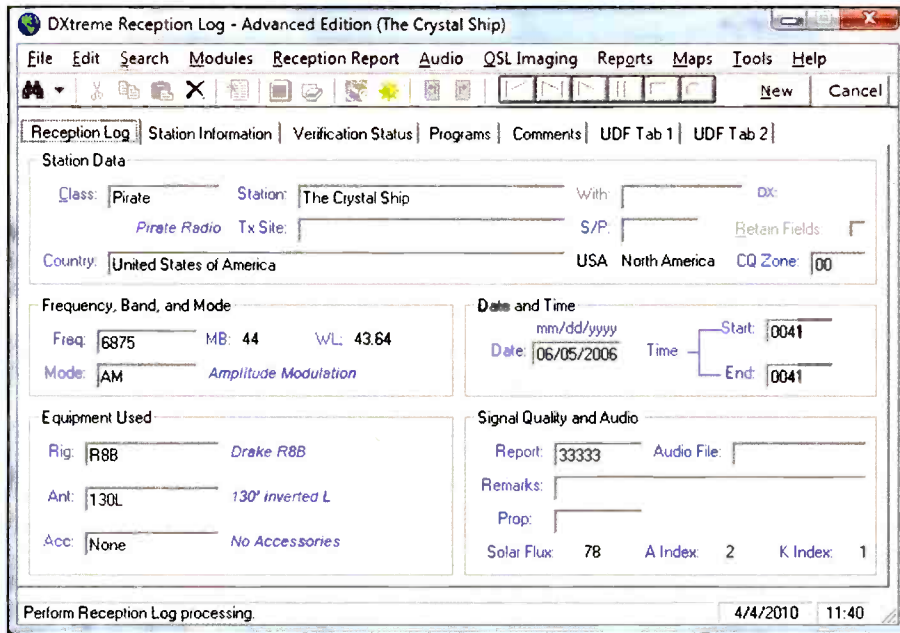 DXtreme Reception Log - Advanced Edition (The Crystal Ship)
File Edit Search Modules Reception Report Audio QSL Imaging Reports Maps Tools Help
New Cancel
Reception Log Station Information Verification Status Programs Comments UDF Tab 1 UDF Tab 2
Station Data
Class: Pirate Station: The Crystal Ship With: DX:
Pirate Radio Tx Site: S/P: Retain Fields
Country: United States of America USA North America CQ Zone: 00
Frequency, Band, and Mode
Freq: 6875 MB: 44 WL: 43.64
Mode: AM Amplitude Modulation
Date and Time
mm/dd/yyyy
Date: 06/05/2006 Time Start: 0041
End: 0041
Equipment Used
Rig: R8B Drake R8B
Ant: 130L 130' Inverted L
Acc: None No Accessories
Signal Quality and Audio
Report: 33333 Audio File:
Remarks:
Prop:
Solar Flux: 78 A Index: 2 K Index: 1
Perform Reception Log processing. 4/4/2010 11:40